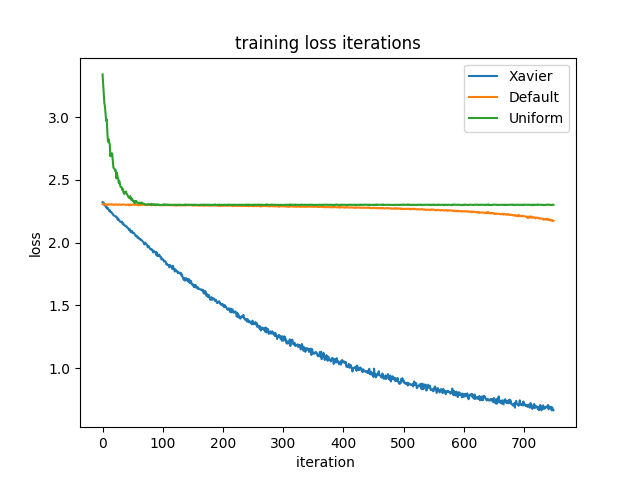 training loss iterations
Xavier
Default
Uniform
3.0
2.5
2.0
1.5
1.0
loss
0 100 200 300 400 500 600 700
iteration